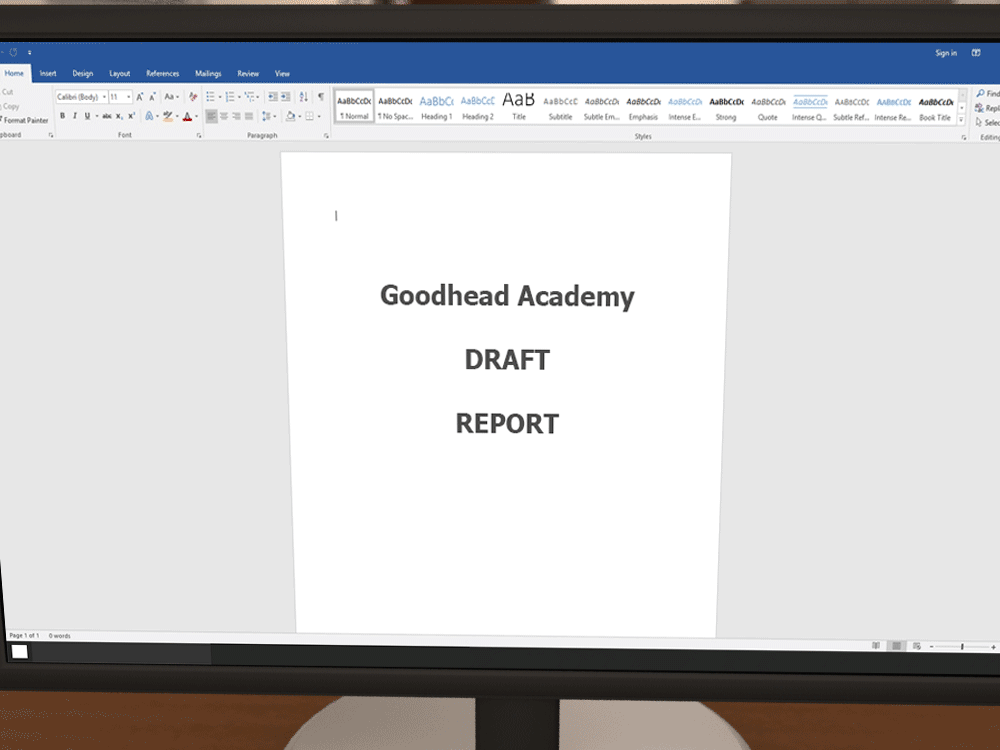 Sign in
Home Insert Design Layout References Mailings Review View
Cut
Copy
Format Painter
Calibri (Body) 11
Font
Paragraph
AaBbCcDc AaBbCcDc AaBbCc AaBbCcC AaB AaBbCcC AaBbCcDc AaBbCcDc AaBbCcDc AaBbCcDc AaBbCcDc AaBbCcDc AaBbCcDc AaBbCcDc AaBbCcDc
¶ Normal ¶ No Spac... Heading 1 Heading 2 Title Subtitle Subtle Em... Emphasis Intense E... Strong Quote Intense Q... Subtle Ref... Intense Re... Book Title
Styles
Find
Repl
Selec
Editing
Goodhead Academy
DRAFT
REPORT
Page 1 of 1 0 words